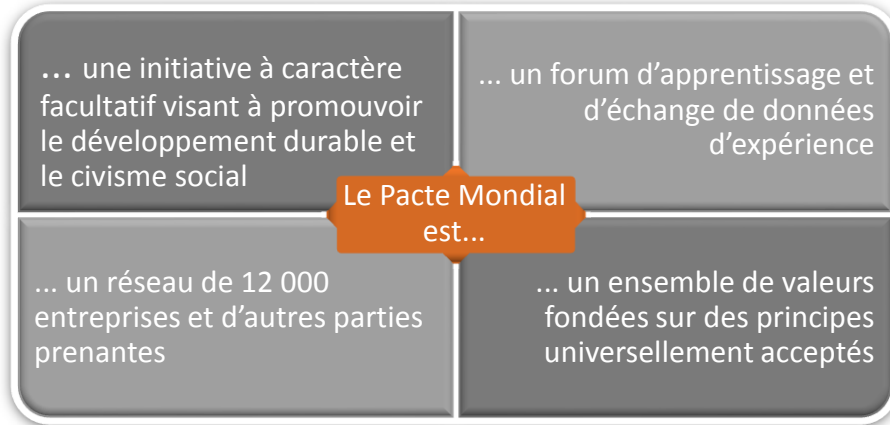 ... une initiative à caractère
facultatif visant à promouvoir
le développement durable et
le civisme social
... un forum d'apprentissage et
d'échange de données
d'expérience
Le Pacte Mondial
est...
... un réseau de 12 000
entreprises et d'autres parties
prenantes
... un ensemble de valeurs
fondées sur des principes
universellement acceptés